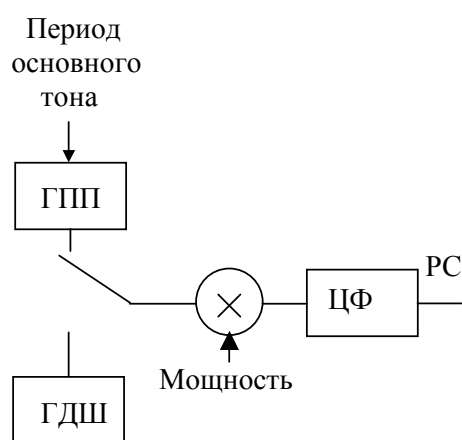 Период
основного
тона
ГПП
РС
ЦФ
Мощность
ГДШ